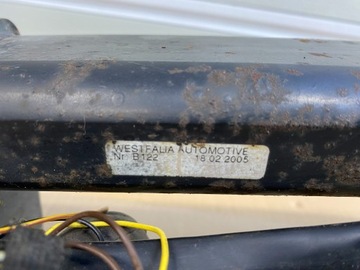 WESTFALIA AUTOMOTIVE
Nr. B122 18.02.2005